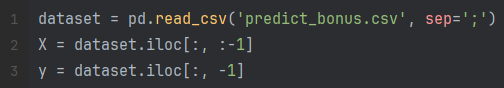 1 dataset = pd.read_csv('predict_bonus.csv', sep=';')
2 X = dataset.iloc[:, :-1]
3 y = dataset.iloc[:, -1]